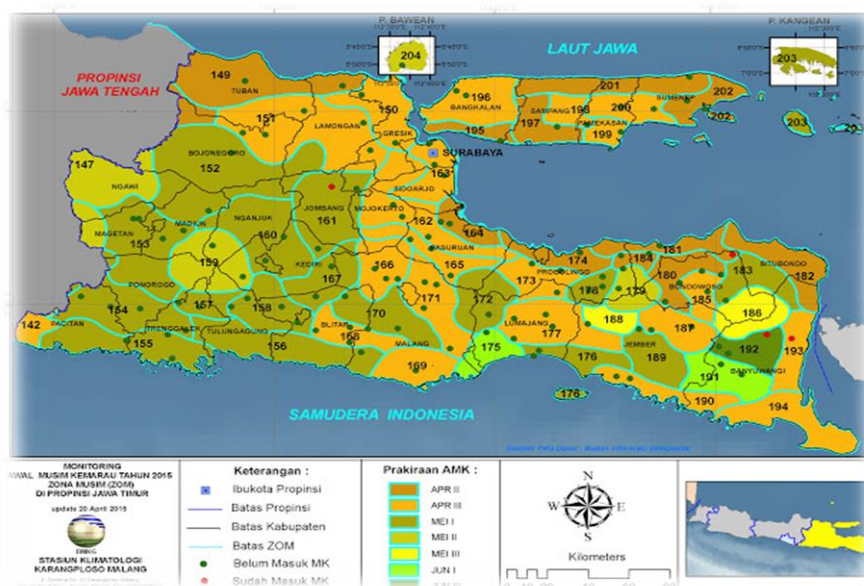 P. BAWEAN
P. KANGEAN
LAUT JAWA
PROPINSI
JAWA TENGAH
204
203
149
TUBAN
196
BANGKALAN
201
202
SUMENEP
SAMPANG
198
200
PAMEKASAN
195
197
199
202
203
150
151
LAMONGAN
GRESIK
BOJONEGORO
152
SURABAYA
163
147
NGAWI
SIDOARJO
JOMBANG
161
MOJOKERTO
162
NGANJUK
160
MADIUN
MAGETAN
153
164
PASURUAN
181
159
KEDIRI
167
166
165
174
PROBOLINGGO
173
184
183
SITUBONDO
182
180
BONDOWOSO
185
178
179
PONOROGO
154
157
158
171
172
186
142
PACITAN
TRENGGALEK
TULUNGAGUNG
BLITAR
168
170
LUMAJANG
177
188
187
155
156
MALANG
175
176
JEMBER
189
192
193
169
191
BANYUWANGI
176
190
194
SAMUDERA INDONESIA
MONITORING
AWAL MUSIM KEMARAU TAHUN 2015
ZONA MUSIM (ZOM)
DI PROPINSI JAWA TIMUR
update 20 April 2015
BMKG
STASIUN KLIMATOLOGI
KARANGPLOSO MALANG
Keterangan :
Ibukota Propinsi
Batas Propinsi
Batas Kabupaten
Batas ZOM
Belum Masuk MK
Sudah Masuk MK
Prakiraan AMK :
APR II
APR III
MEI I
MEI II
MEI III
JUN I
N
W
E
S
Kilometers